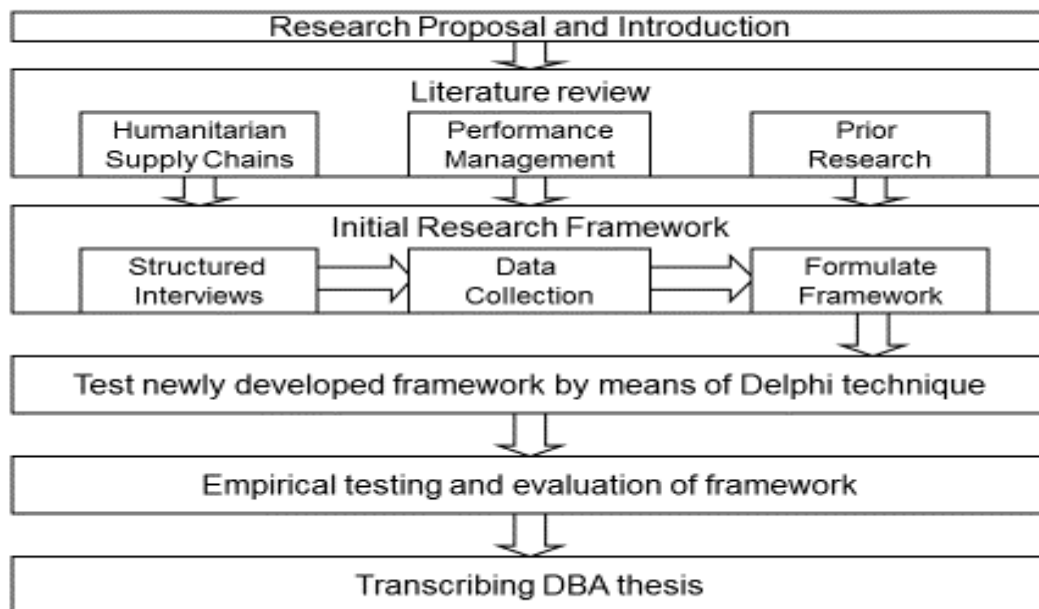 Research Proposal and Introduction
Literature review
Humanitarian
Supply Chains
Performance
Management
Prior
Research
Initial Research Framework
Structured
Interviews
Data
Collection
Formulate
Framework
Test newly developed framework by means of Delphi technique
Empirical testing and evaluation of framework
Transcribing DBA thesis